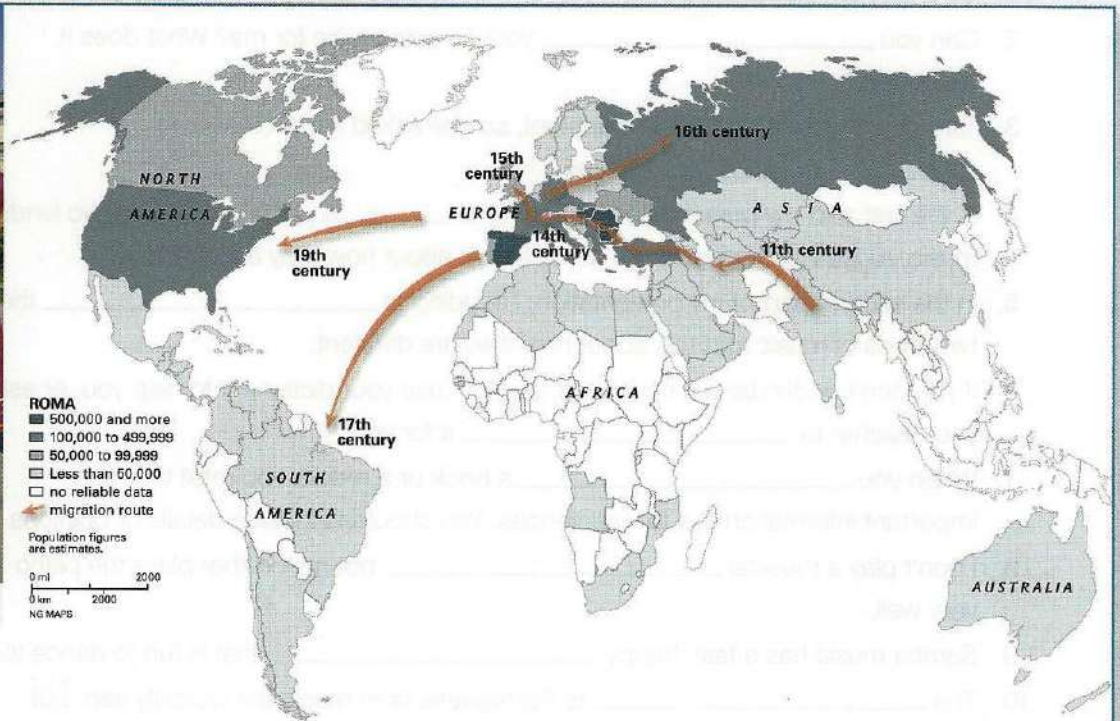 16th century
15th
century
NORTH
AMERICA
EUROPE
ASIA
14th
century
11th century
19th
century
AFRICA
17th
century
SOUTH
AMERICA
AUSTRALIA
ROMA
500,000 and more
100,000 to 499,999
50,000 to 99,999
Less than 50,000
no reliable data
migration route
Population figures
are estimates.
0 mi 2000
0 km 2000
NG MAPS